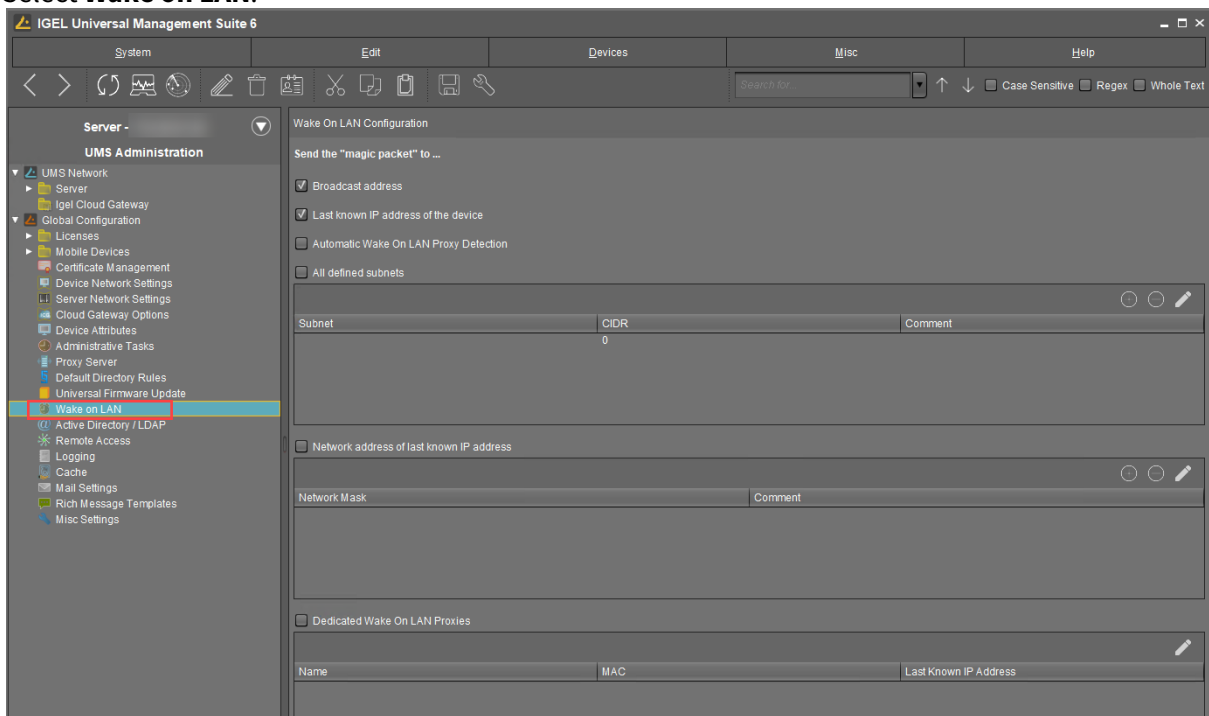 Select Wake on LAN.
IGEL Universal Management Suite 6
System Edit Devices Misc Help
Search for...
Case Sensitive Regex Whole Text
Server -
UMS Administration
UMS Network
Server
Igel Cloud Gateway
Global Configuration
Licenses
Mobile Devices
Certificate Management
Device Network Settings
Server Network Settings
Cloud Gateway Options
Device Attributes
Administrative Tasks
Proxy Server
Default Directory Rules
Universal Firmware Update
Wake on LAN
Active Directory / LDAP
Remote Access
Logging
Cache
Mail Settings
Rich Message Templates
Misc Settings
Wake On LAN Configuration
Send the "magic packet" to ...
Broadcast address
Last known IP address of the device
Automatic Wake On LAN Proxy Detection
All defined subnets
Subnet CIDR Comment
0
Network address of last known IP address
Network Mask Comment
Dedicated Wake On LAN Proxies
Name MAC Last Known IP Address